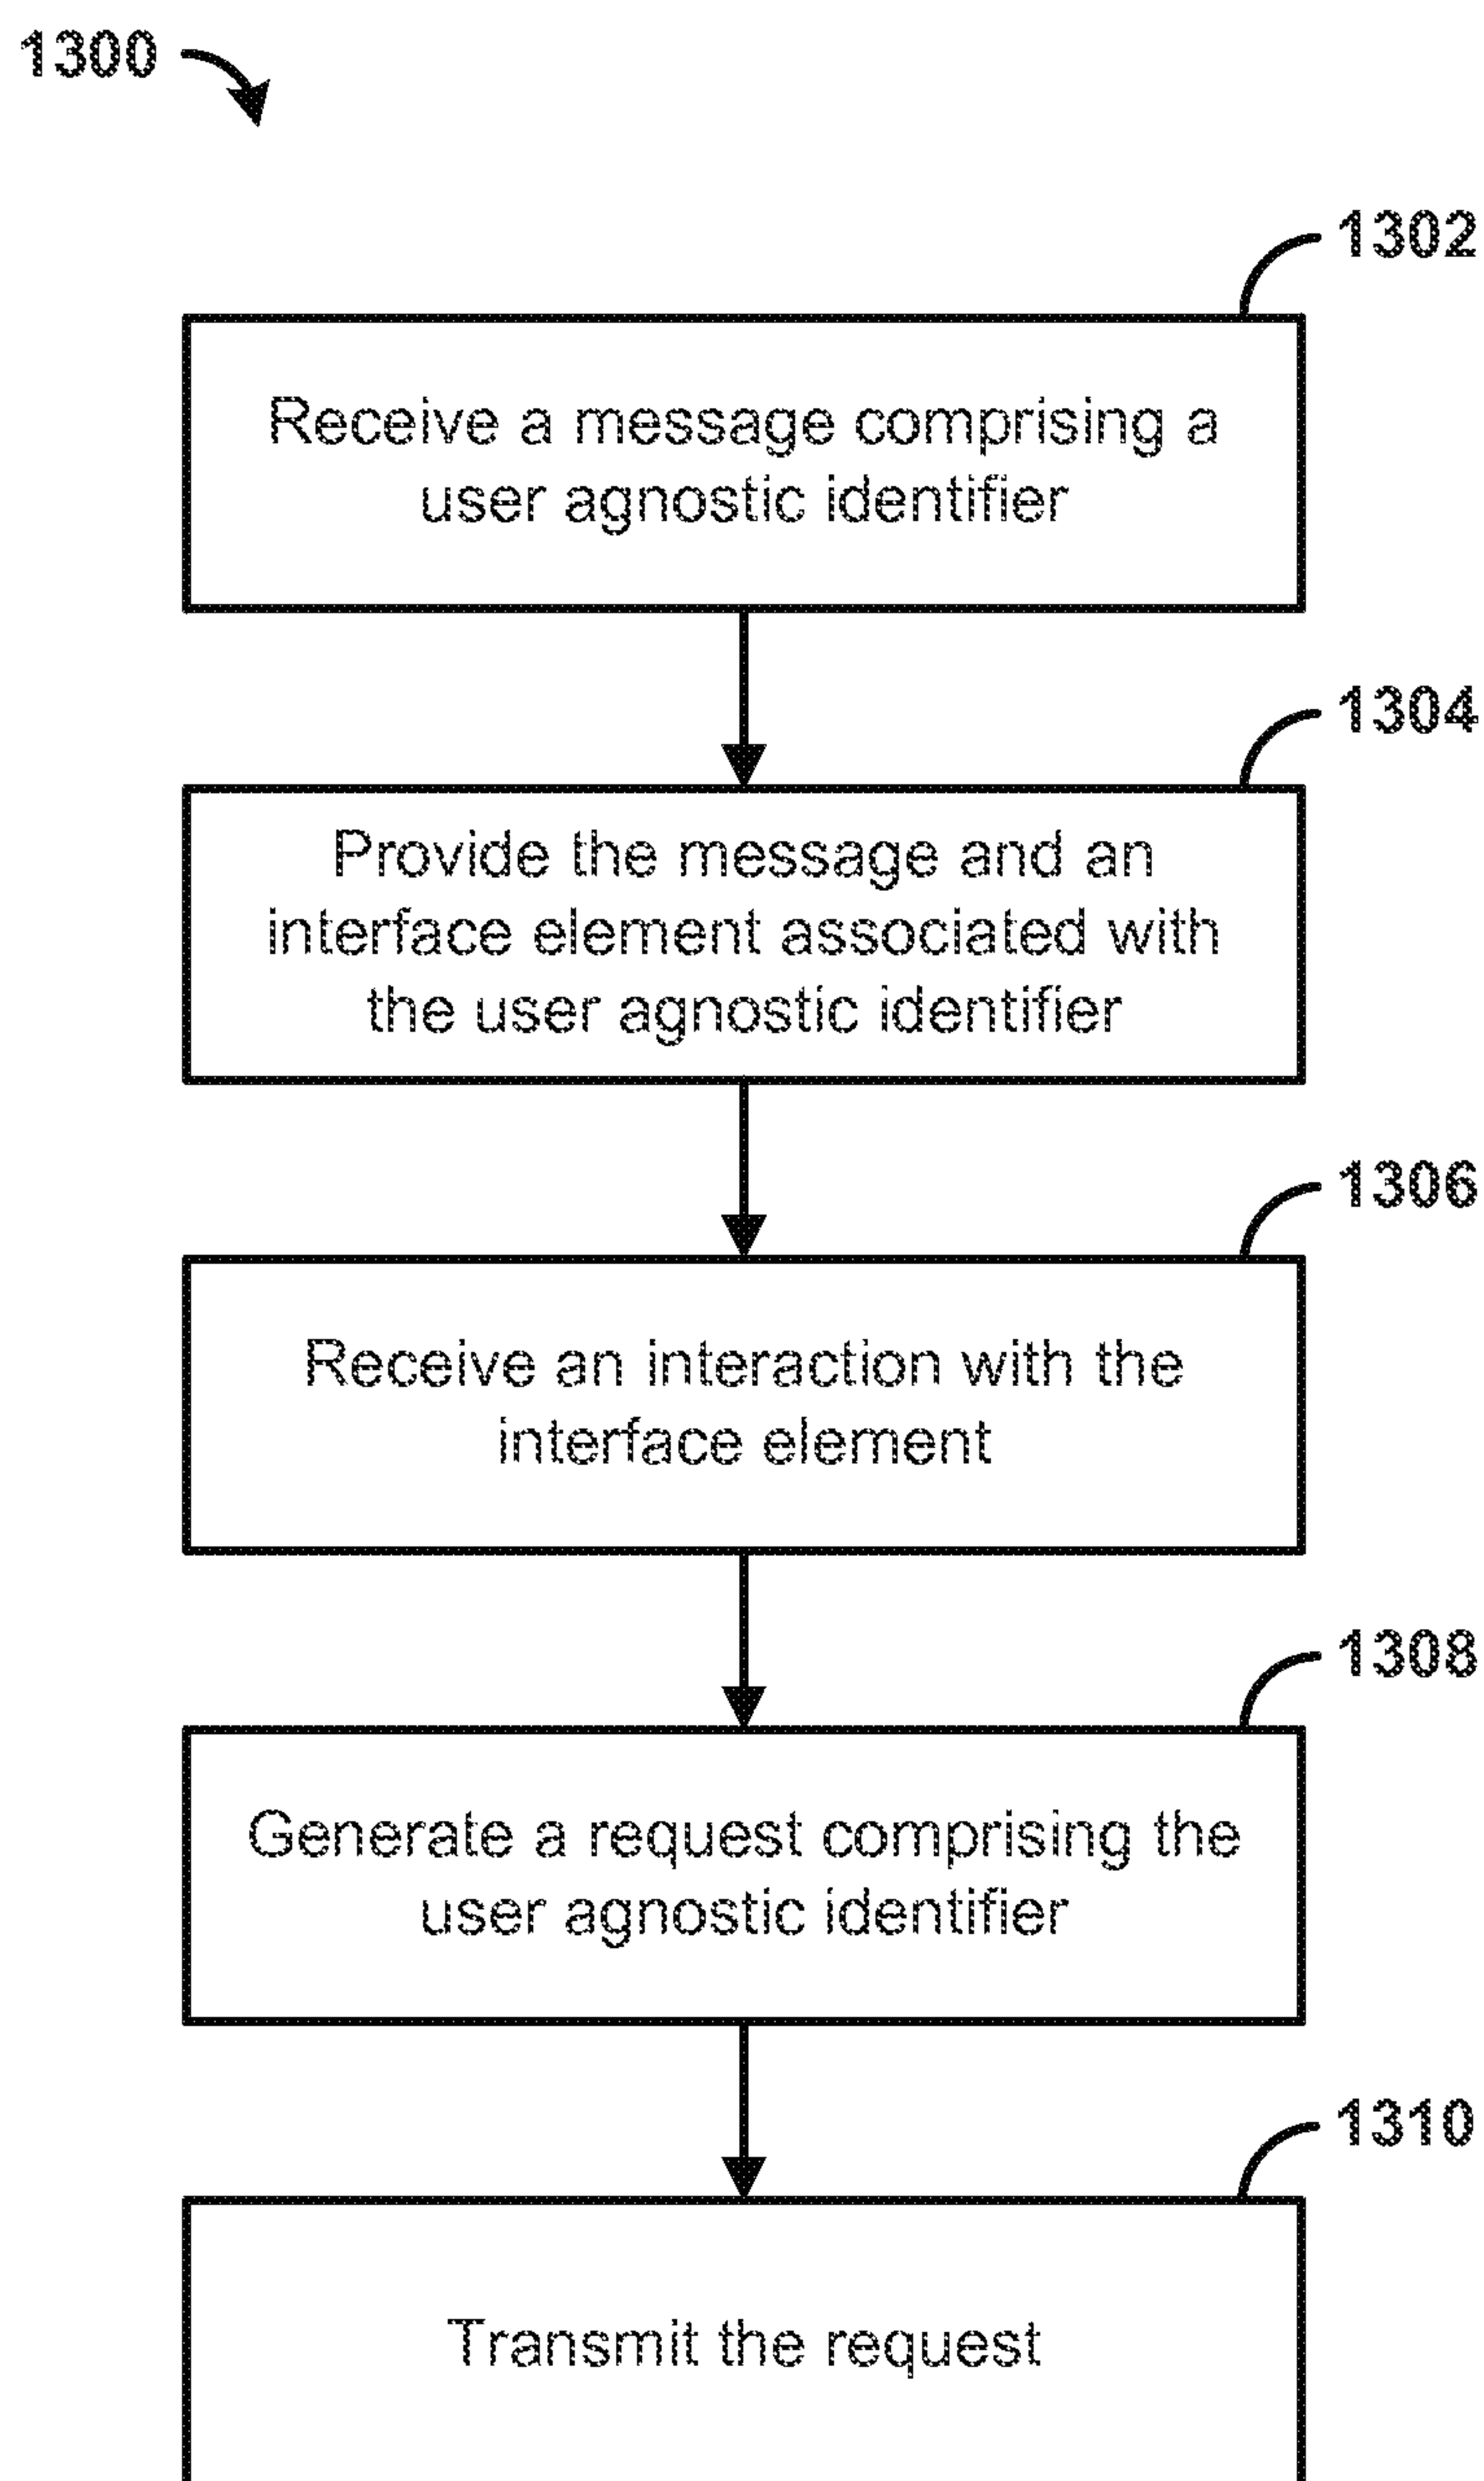 1300
1302
Receive a message comprising a
user agnostic identifier
1304
Provide the message and an
interface element associated with
the user agnostic identifier
1306
Receive an interaction with the
interface element
1308
Generate a request comprising the
user agnostic identifier
1310
Transmit the request